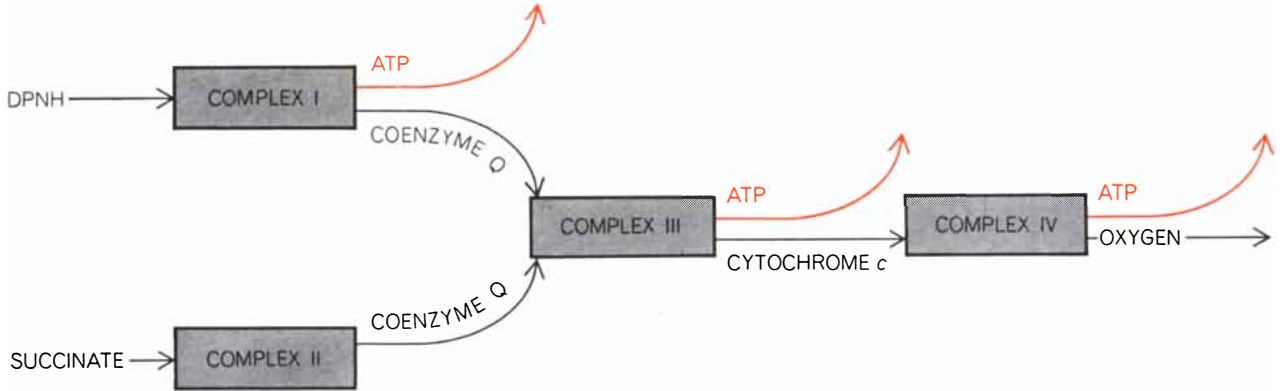 ATP
DPNH
COMPLEX I
COENZYME Q
ATP
ATP
COMPLEX III
COMPLEX IV
CYTOCHROME c
OXYGEN
COENZYME Q
SUCCINATE
COMPLEX II